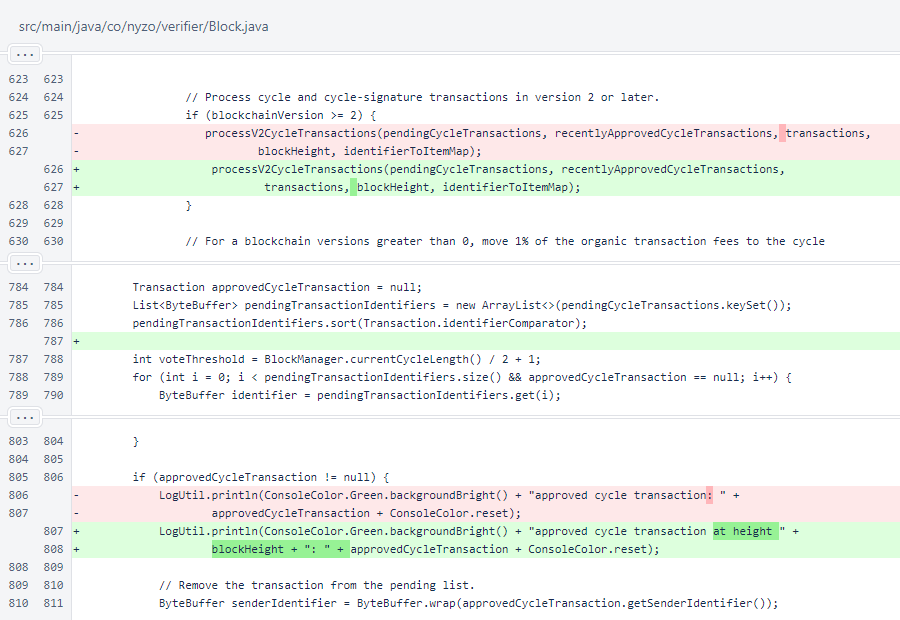 src/main/java/co/nyzo/verifier/Block.java
...
623 623
624 624 // Process cycle and cycle-signature transactions in version 2 or later.
625 625 if (blockchainVersion >= 2) {
626 - processV2CycleTransactions(pendingCycleTransactions, recentlyApprovedCycleTransactions, transactions,
627 - blockHeight, identifierToItemMap);
626 + processV2CycleTransactions(pendingCycleTransactions, recentlyApprovedCycleTransactions,
627 + transactions, blockHeight, identifierToItemMap);
628 628 }
629 629
630 630 // For a blockchain versions greater than 0, move 1% of the organic transaction fees to the cycle
...
784 784 Transaction approvedCycleTransaction = null;
785 785 List<ByteBuffer> pendingTransactionIdentifiers = new ArrayList<>(pendingCycleTransactions.keySet());
786 786 pendingTransactionIdentifiers.sort(Transaction.identifierComparator);
787 +
787 788 int voteThreshold = BlockManager.currentCycleLength() / 2 + 1;
788 789 for (int i = 0; i < pendingTransactionIdentifiers.size() && approvedCycleTransaction == null; i++) {
789 790 ByteBuffer identifier = pendingTransactionIdentifiers.get(i);
...
803 804 }
804 805
805 806 if (approvedCycleTransaction != null) {
806 - LogUtil.println(ConsoleColor.Green.backgroundBright() + "approved cycle transaction: " +
807 - approvedCycleTransaction + ConsoleColor.reset);
807 + LogUtil.println(ConsoleColor.Green.backgroundBright() + "approved cycle transaction at height " +
808 + blockHeight + ": " + approvedCycleTransaction + ConsoleColor.reset);
808 809
809 810 // Remove the transaction from the pending list.
810 811 ByteBuffer senderIdentifier = ByteBuffer.wrap(approvedCycleTransaction.getSenderIdentifier());